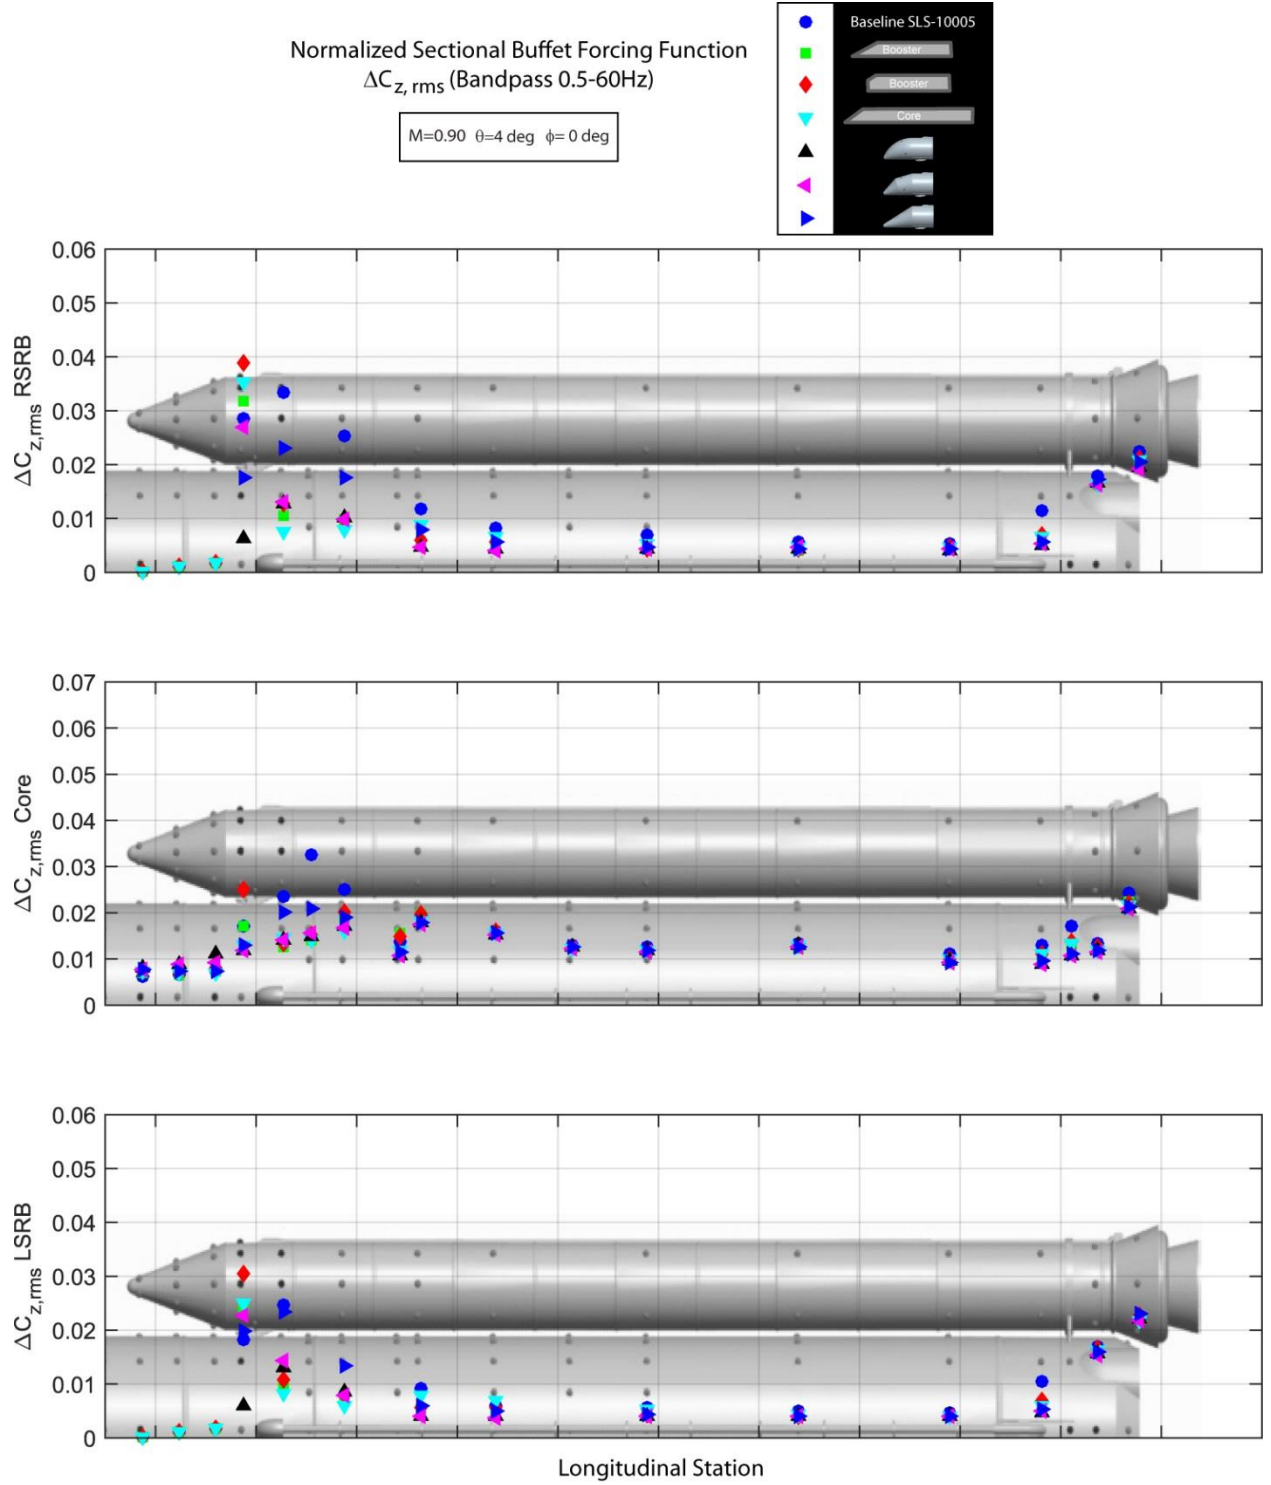 Normalized Sectional Buffet Forcing Function
ΔCz, rms (Bandpass 0.5-60Hz)
M=0.90 θ=4 deg ϕ= 0 deg
Baseline SLS-10005
Booster
Booster
Core
0.06
0.05
0.04
0.03
0.02
0.01
0
ΔCz,rms RSRB
0.07
0.06
0.05
0.04
0.03
0.02
0.01
0
ΔCz,rms Core
0.06
0.05
0.04
0.03
0.02
0.01
0
ΔCz,rms LSRB
Longitudinal Station